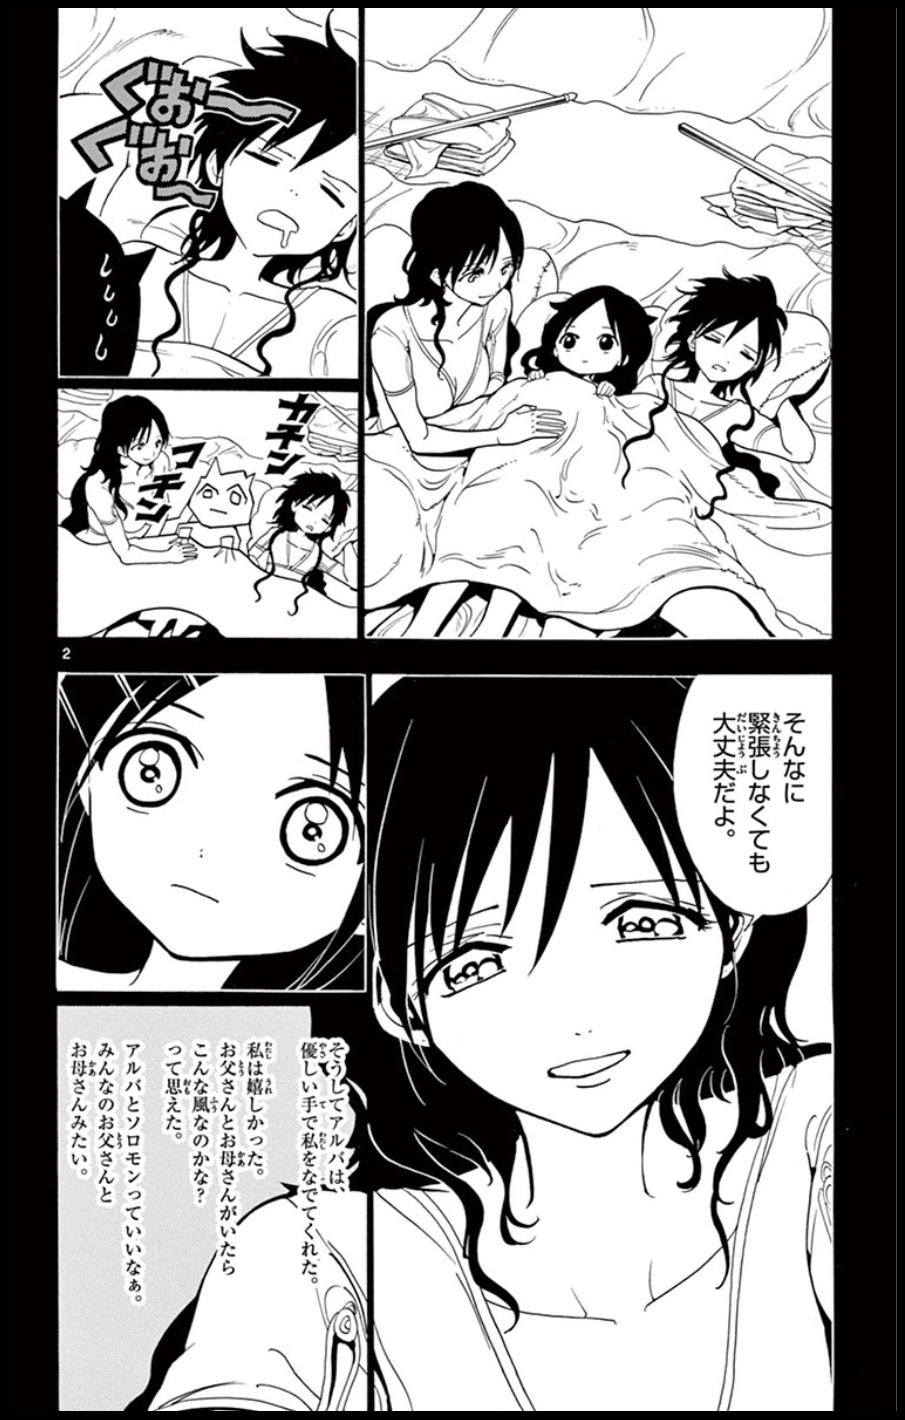 ぐおぉ〜
ぐおぉ〜
カチン
コチン
2
そんなに
緊張しなくても
大丈夫だよ。
そうしてアルバは、
優しい手で私をなでてくれた。
私は嬉しかった。
お父さんとお母さんがいたら
こんな風なのかな?
って思えた。
アルバとソロモンっていいなぁ。
みんなのお父さんと
お母さんみたい。